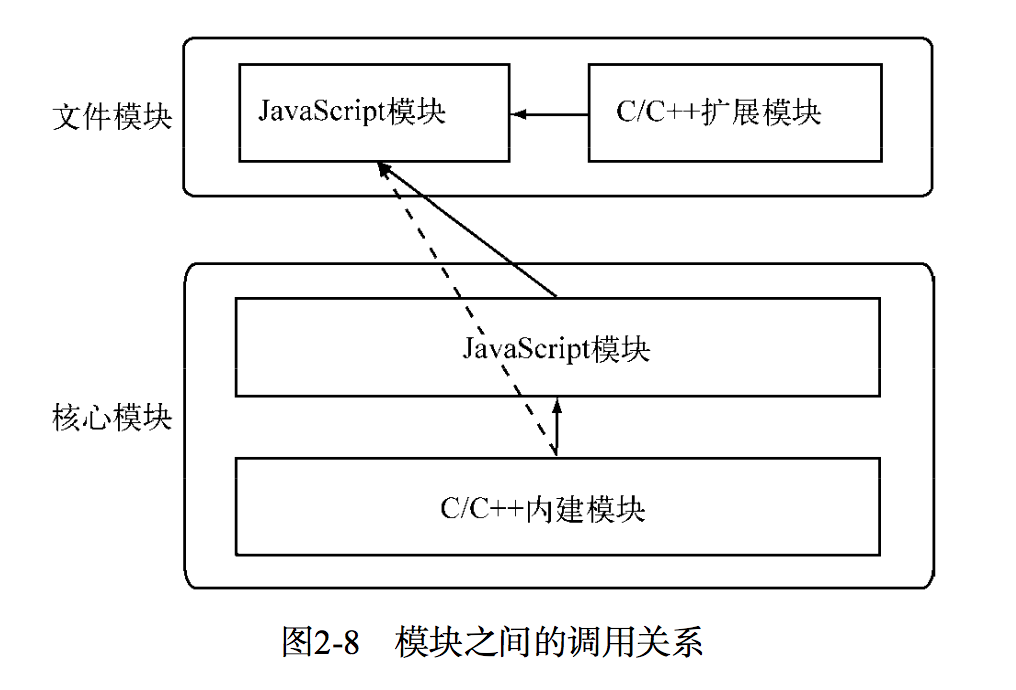 文件模块
JavaScript模块
C/C++扩展模块
核心模块
JavaScript模块
C/C++内建模块
图2-8 模块之间的调用关系